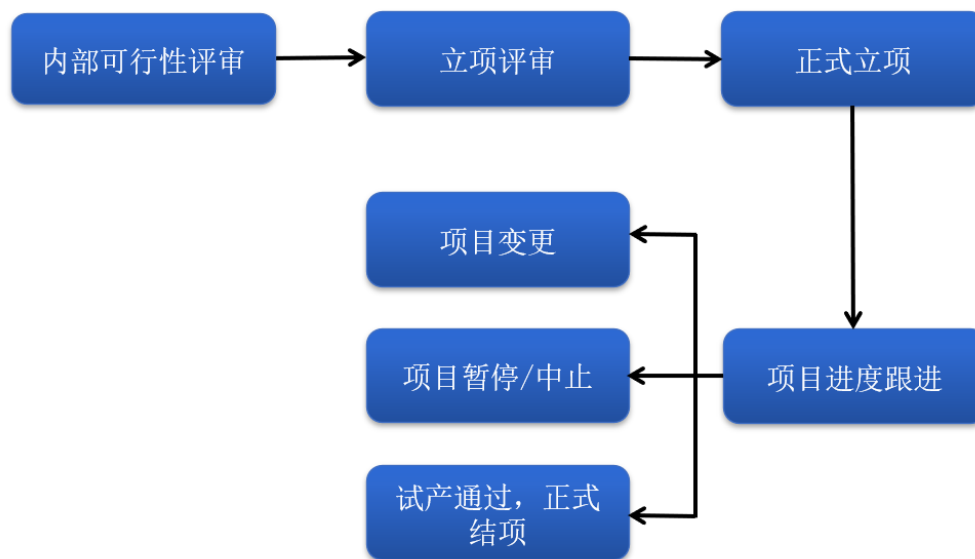 内部可行性评审
立项评审
正式立项
项目变更
项目暂停/中止
项目进度跟进
试产通过，正式
结项